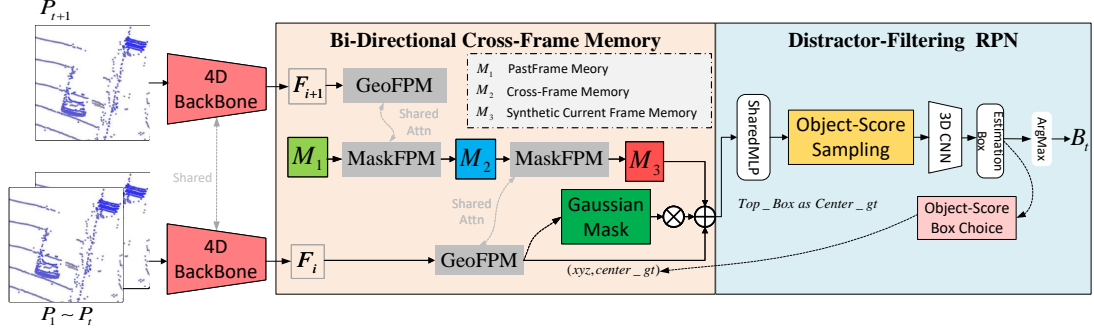 P_{t+1}
Bi-Directional Cross-Frame Memory
Distractor-Filtering RPN
4D
BackBone
F_{i+1}
GeoFPM
M_1 PastFrame Meory
M_2 Cross-Frame Memory
M_3 Synthetic Current Frame Memory
Shared
Attn
M_1
MaskFPM
M_2
MaskFPM
M_3
SharedMLP
Object-Score
Sampling
3D CNN
Estimation
Box
ArgMax
B_t
Shared
Shared
Attn
Gaussian
Mask
Top_Box as Center_gt
Object-Score
Box Choice
4D
BackBone
F_i
GeoFPM
(xyz,center_gt)
P_1 ~ P_t